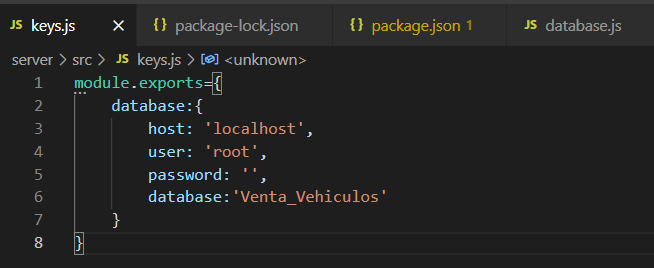 JS keys.js × {} package-lock.json {} package.json 1 JS database.js
server > src > JS keys.js > <unknown>
1 module.exports={
2 database:{
3 host: 'localhost',
4 user: 'root',
5 password: '',
6 database:'Venta_Vehiculos'
7 }
8 }